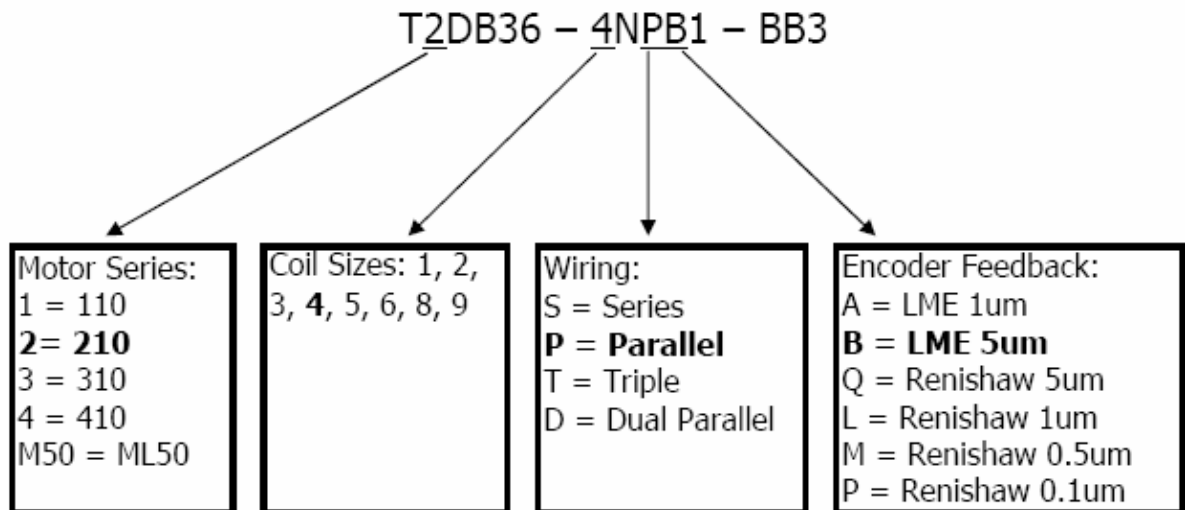 T2DB36 – 4NPB1 – BB3
Motor Series:
1 = 110
2= 210
3 = 310
4 = 410
M50 = ML50
Coil Sizes: 1, 2,
3, 4, 5, 6, 8, 9
Wiring:
S = Series
P = Parallel
T = Triple
D = Dual Parallel
Encoder Feedback:
A = LME 1um
B = LME 5um
Q = Renishaw 5um
L = Renishaw 1um
M = Renishaw 0.5um
P = Renishaw 0.1um